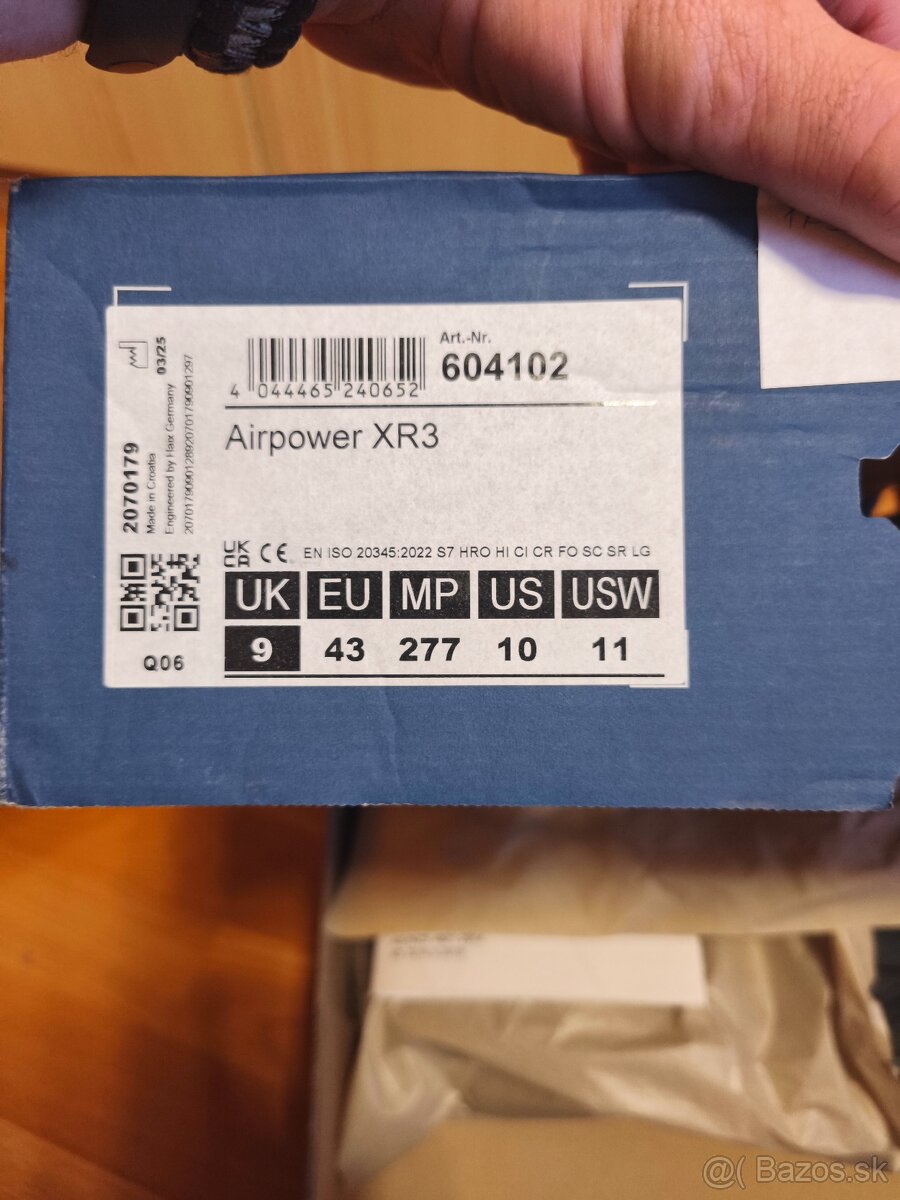 Art.-Nr.
604102
4 044465 240652
Airpower XR3
03/25
2070179
Made in Croatia
Engineered by Haix Germany
Q06
UK
CA
CE
EN ISO 20345:2022 S7 HRO HI CI CR FO SC SR LG
UK EU MP US USW
9 43 277 10 11
@( Bazos.sk